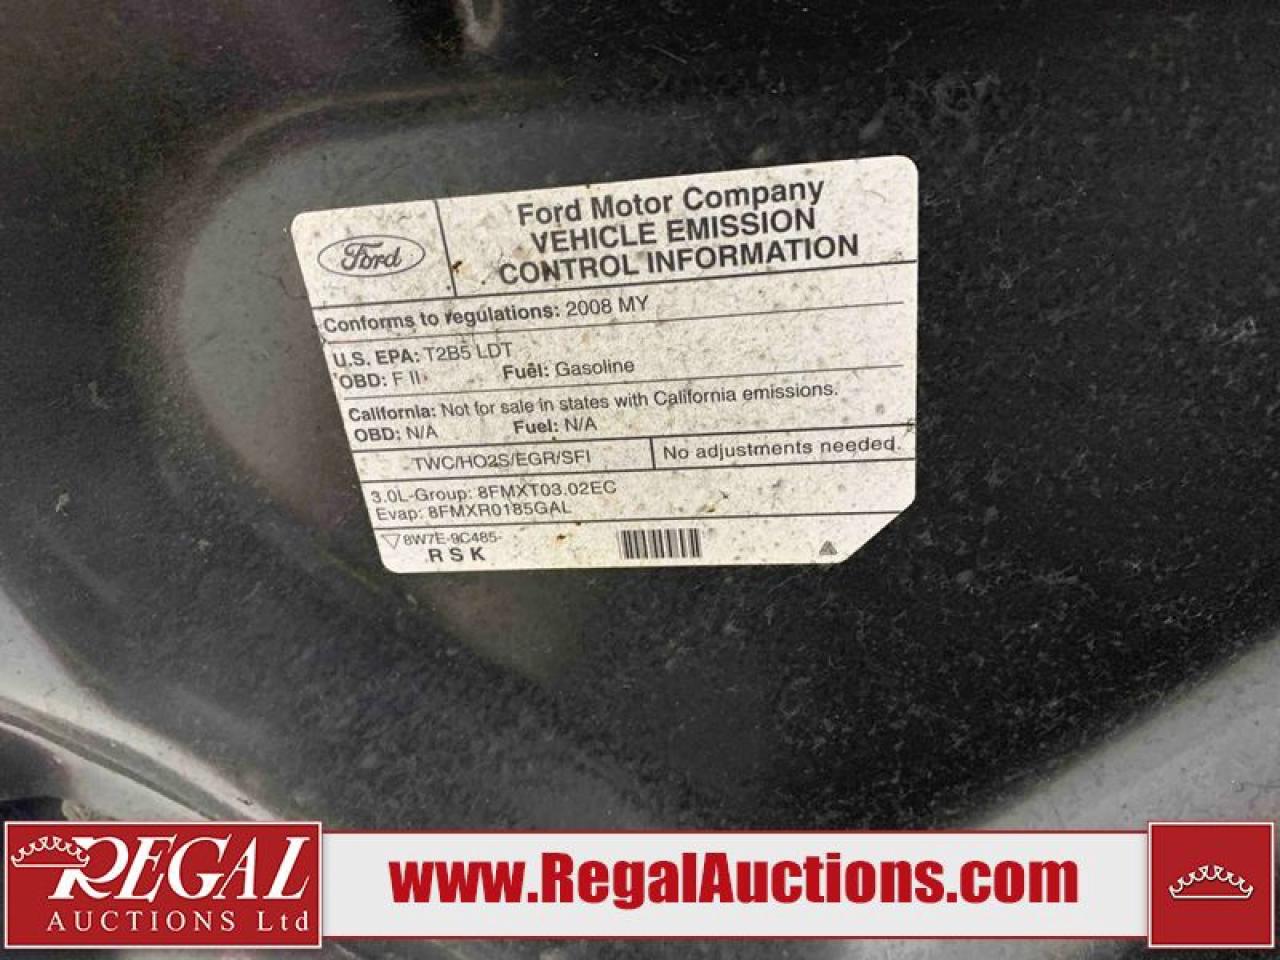 Ford
Ford Motor Company
VEHICLE EMISSION
CONTROL INFORMATION
Conforms to regulations: 2008 MY
U.S. EPA: T2B5 LDT
OBD: F II Fuel: Gasoline
California: Not for sale in states with California emissions.
OBD: N/A Fuel: N/A
TWC/HO2S/EGR/SFI No adjustments needed.
3.0L-Group: 8FMXT03.02EC
Evap: 8FMXR0185GAL
8W7E-9C485-
R S K
REGAL
AUCTIONS Ltd
www.RegalAuctions.com